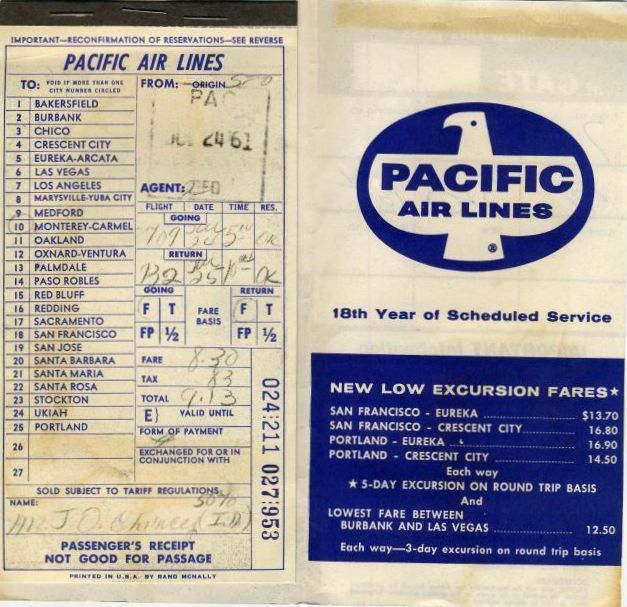 IMPORTANT—RECONFIRMATION OF RESERVATIONS—SEE REVERSE
PACIFIC AIR LINES
TO: VOID IF MORE THAN ONE CITY NUMBER CIRCLED
FROM: ORIGIN
PAC
24 61
1 BAKERSFIELD
2 BURBANK
3 CHICO
4 CRESCENT CITY
5 EUREKA-ARCATA
6 LAS VEGAS
7 LOS ANGELES
8 MARYSVILLE-YUBA CITY
9 MEDFORD
10 MONTEREY-CARMEL
11 OAKLAND
12 OXNARD-VENTURA
13 PALMDALE
14 PASO ROBLES
15 RED BLUFF
16 REDDING
17 SACRAMENTO
18 SAN FRANCISCO
19 SAN JOSE
20 SANTA BARBARA
21 SANTA MARIA
22 SANTA ROSA
23 STOCKTON
24 UKIAH
25 PORTLAND
26
27
AGENT:
FLIGHT DATE TIME RES.
GOING
709 OK
RETURN
OK
GOING RETURN
F T FARE BASIS F T
FP ½ FP ½
FARE 8.30
TAX 83
TOTAL 9.13
E} VALID UNTIL
FORM OF PAYMENT
EXCHANGED FOR OR IN CONJUNCTION WITH
024:211 027953
SOLD SUBJECT TO TARIFF REGULATIONS
50%
NAME:
Mr J
PASSENGER'S RECEIPT
NOT GOOD FOR PASSAGE
PRINTED IN U.S.A. BY RAND MCNALLY
PACIFIC
AIR LINES
®
18th Year of Scheduled Service
NEW LOW EXCURSION FARES★
SAN FRANCISCO - EUREKA $13.70
SAN FRANCISCO - CRESCENT CITY 16.80
PORTLAND - EUREKA 16.90
PORTLAND - CRESCENT CITY 14.50
Each way
★ 5-DAY EXCURSION ON ROUND TRIP BASIS
And
LOWEST FARE BETWEEN
BURBANK AND LAS VEGAS 12.50
Each way—3-day excursion on round trip basis